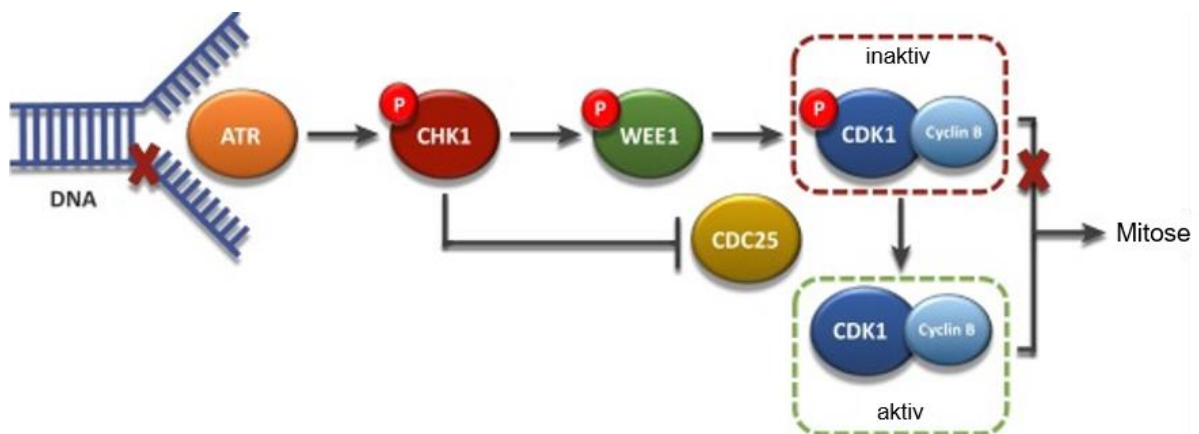 inaktiv
P
ATR
P
CHK1
P
WEE1
P
CDK1
Cyclin B
DNA
CDC25
Mitose
CDK1
Cyclin B
aktiv